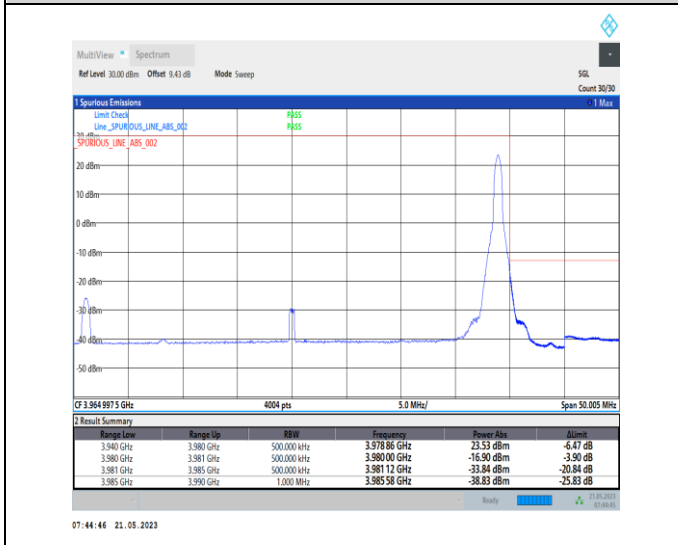 MultiView Spectrum
Ref Level 30.00 dBm Offset 9.43 dB Mode Sweep SGL
Count 30/30
1 Spurious Emissions 1 Max
Limit Check PASS
Line _SPURIOUS_LINE_ABS_002 PASS
30 dBm
_SPURIOUS_LINE_ABS_002
20 dBm
10 dBm
0 dBm
-10 dBm
-20 dBm
-30 dBm
-40 dBm
-50 dBm
CF 3.964 997 5 GHz 4004 pts 5.0 MHz/ Span 50.005 MHz
2 Result Summary
Range Low Range Up RBW Frequency Power Abs ΔLimit
3.940 GHz 3.980 GHz 500.000 kHz 3.978 86 GHz 23.53 dBm -6.47 dB
3.980 GHz 3.981 GHz 500.000 kHz 3.980 00 GHz -16.90 dBm -3.90 dB
3.981 GHz 3.985 GHz 500.000 kHz 3.981 12 GHz -33.84 dBm -20.84 dB
3.985 GHz 3.990 GHz 1.000 MHz 3.985 58 GHz -38.83 dBm -25.83 dB
Ready 21.05.2023
07:44:45
07:44:46 21.05.2023